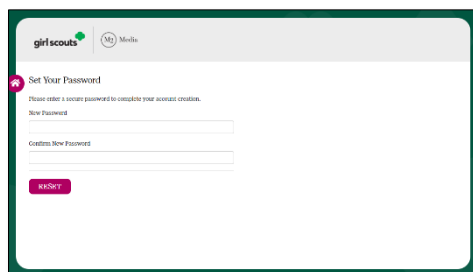 girl scouts
M2 Media
Set Your Password
Please enter a secure password to complete your account creation.
New Password
Confirm New Password
RESET